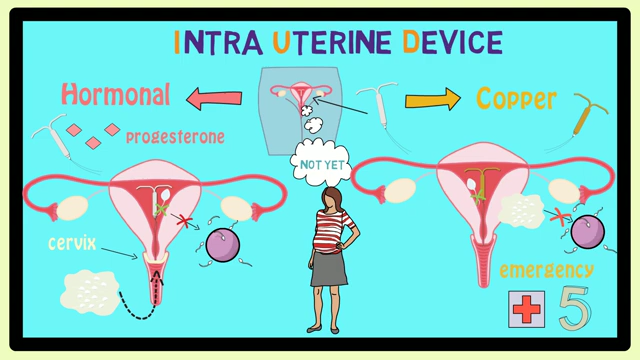 INTRA UTERINE DEVICE
Hormonal
Copper
progesterone
NOT YET
cervix
emergency
5